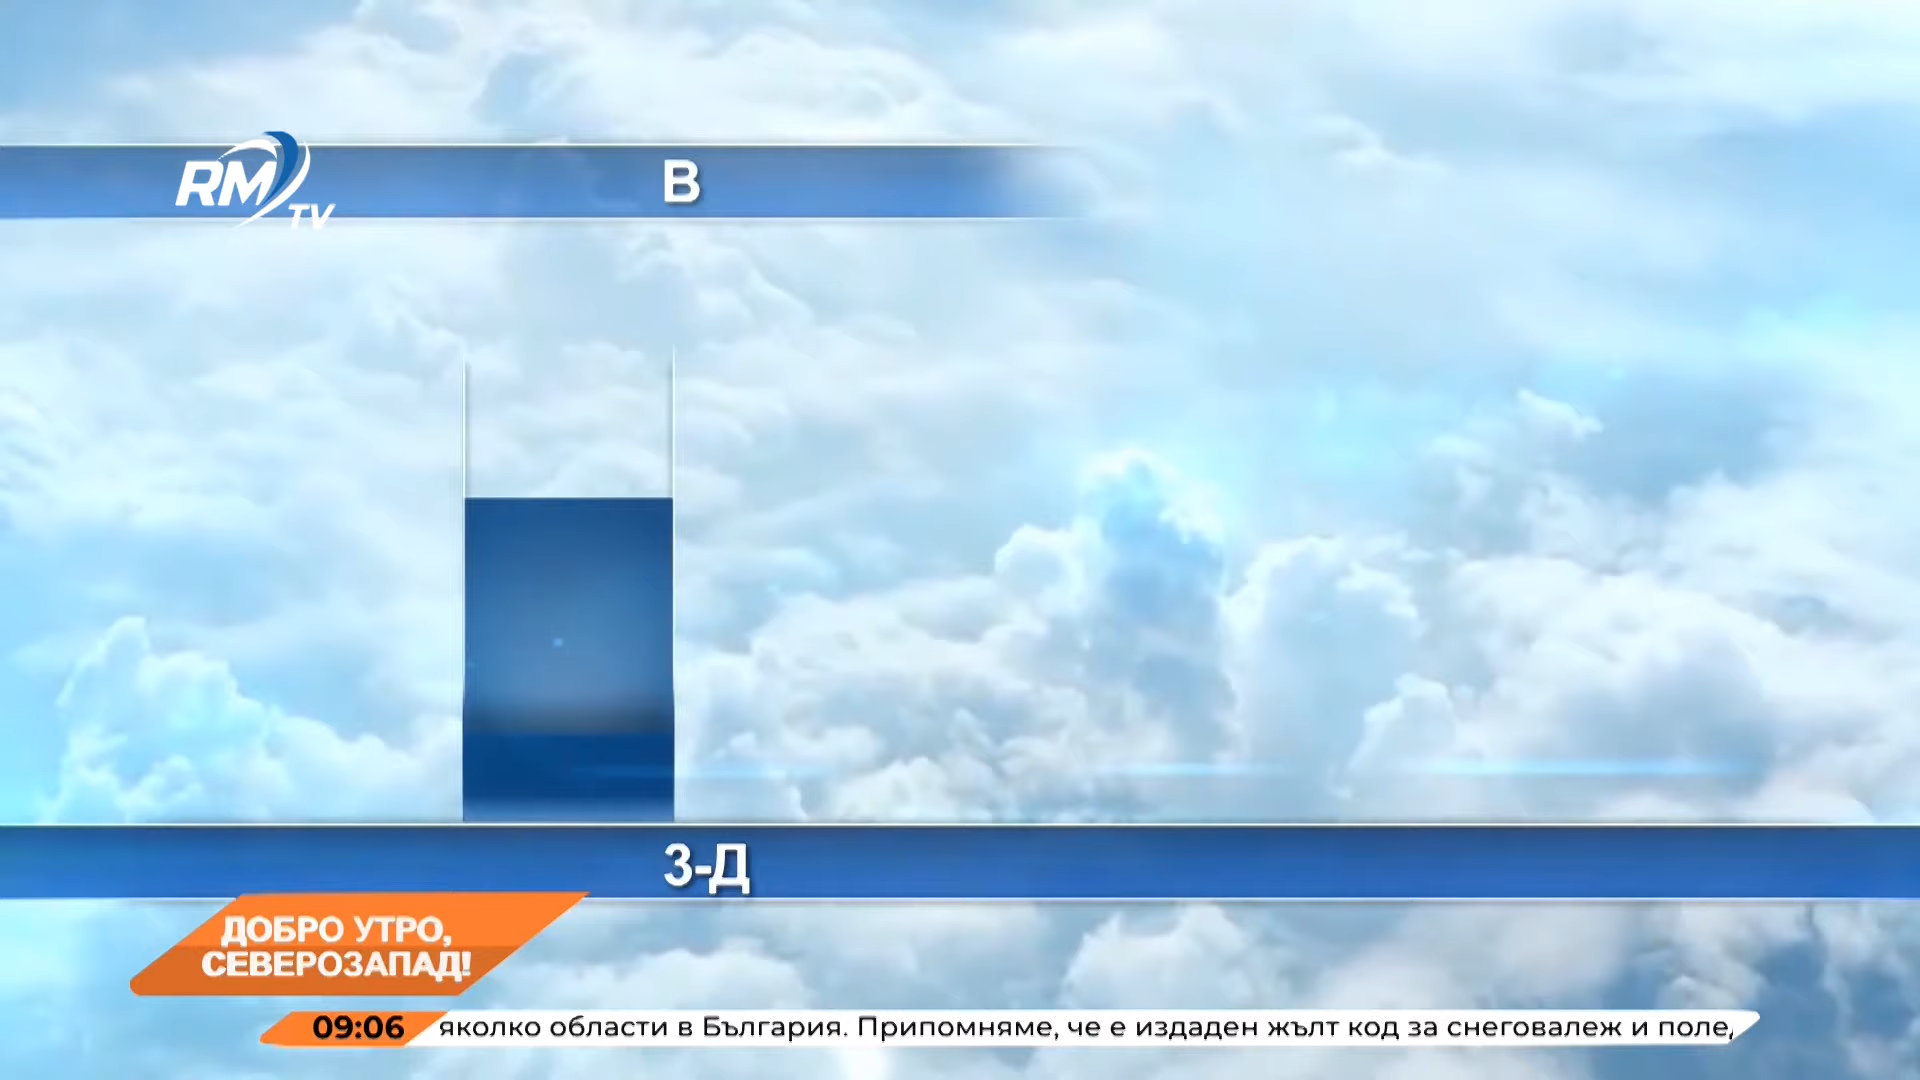 RM TV
В
3-Д
ДОБРО УТРО,
СЕВЕРОЗАПАД!
09:06
яколко области в България. Припомняме, че е издаден жълт код за снеговалеж и поле